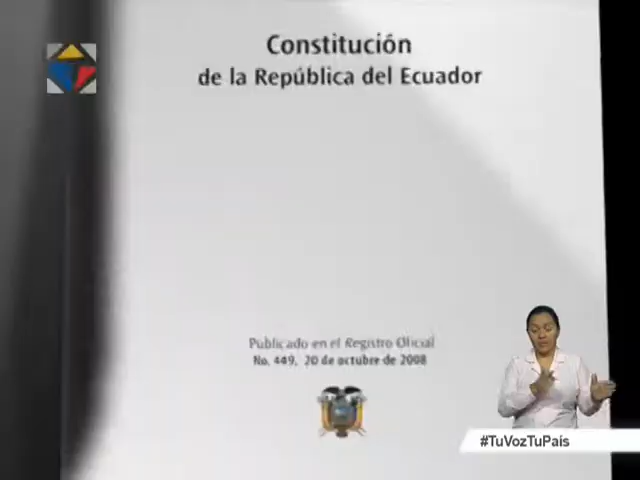 Constitución
de la República del Ecuador
Publicado en el Registro Oficial
No. 449, 20 de octubre de 2008
#TuVozTuPaís